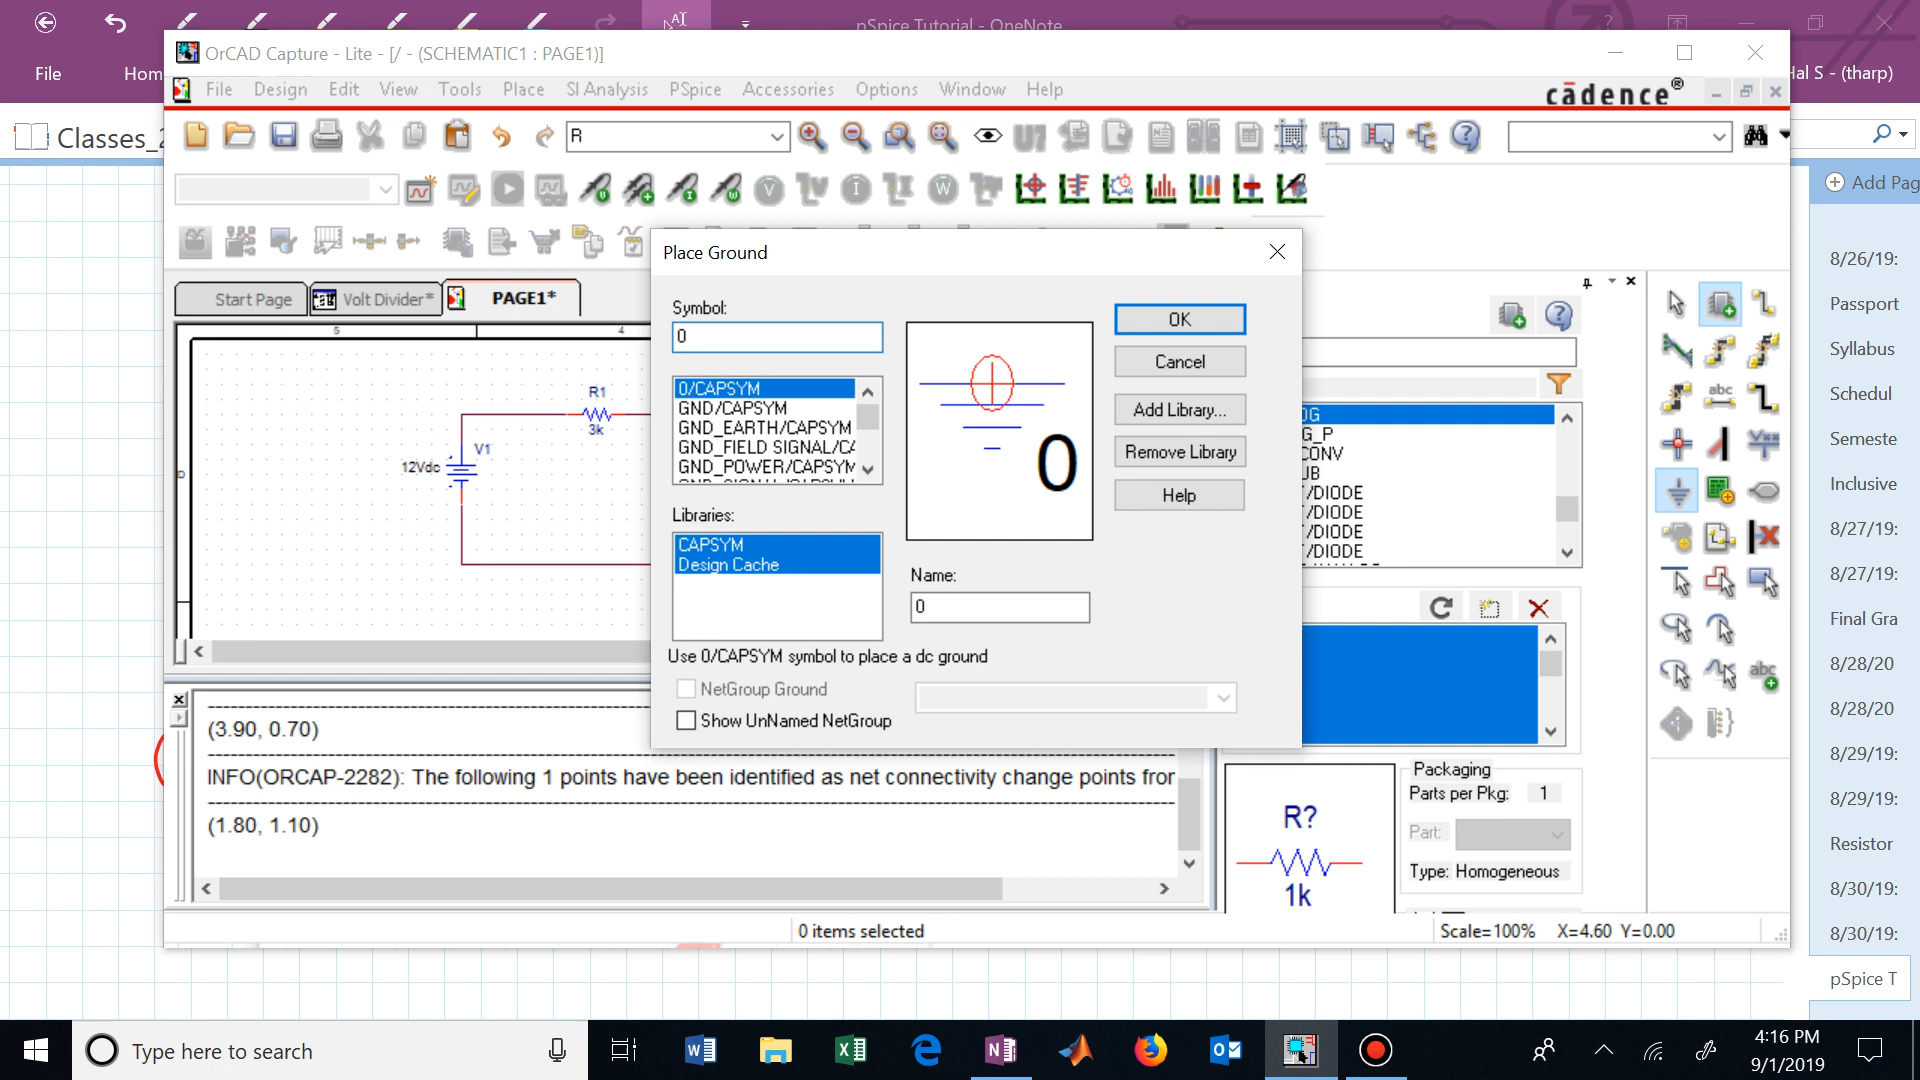 pSpice Tutorial - OneNote
File
Hom
Hal S - (tharp)
OrCAD Capture - Lite - [/ - (SCHEMATIC1 : PAGE1)]
File Design Edit View Tools Place SI Analysis PSpice Accessories Options Window Help
cādence®
Classes_2
R
Add Pag
Start Page
Volt Divider*
PAGE1*
5
4
D
R1
3k
V1
12Vdc
Place Ground
Symbol:
0
0/CAPSYM
GND/CAPSYM
GND_EARTH/CAPSYM
GND_FIELD SIGNAL/CA
GND_POWER/CAPSYM
Libraries:
CAPSYM
Design Cache
0
OK
Cancel
Add Library...
Remove Library
Help
Name:
0
Use 0/CAPSYM symbol to place a dc ground
NetGroup Ground
Show UnNamed NetGroup
G_P
CONV
UB
/DIODE
/DIODE
/DIODE
/DIODE
(3.90, 0.70)
INFO(ORCAP-2282): The following 1 points have been identified as net connectivity change points fror
(1.80, 1.10)
R?
1k
Packaging
Parts per Pkg: 1
Part:
Type: Homogeneous
0 items selected
Scale=100% X=4.60 Y=0.00
8/26/19:
Passport
Syllabus
Schedul
Semeste
Inclusive
8/27/19:
8/27/19:
Final Gra
8/28/20
8/28/20
8/29/19:
8/29/19:
Resistor
8/30/19:
8/30/19:
pSpice T
Type here to search
4:16 PM
9/1/2019